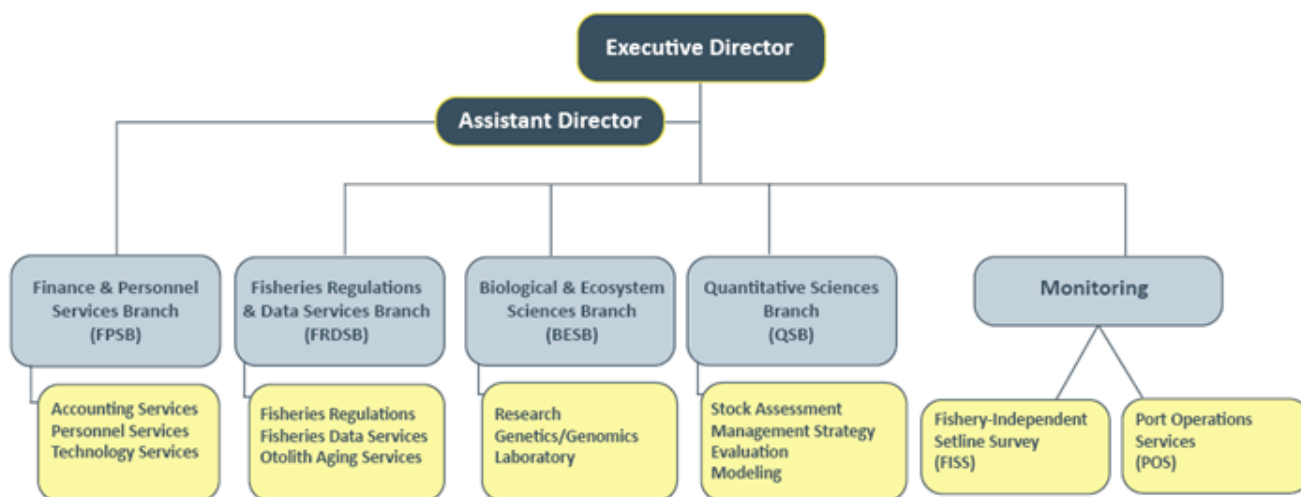 Executive Director
Assistant Director
Finance & Personnel
Services Branch
(FPSB)
Fisheries Regulations
& Data Services Branch
(FRDSB)
Biological & Ecosystem
Sciences Branch
(BESB)
Quantitative Sciences
Branch
(QSB)
Monitoring
Accounting Services
Personnel Services
Technology Services
Fisheries Regulations
Fisheries Data Services
Otolith Aging Services
Research
Genetics/Genomics
Laboratory
Stock Assessment
Management Strategy
Evaluation
Modeling
Fishery-Independent
Setline Survey
(FISS)
Port Operations
Services
(POS)